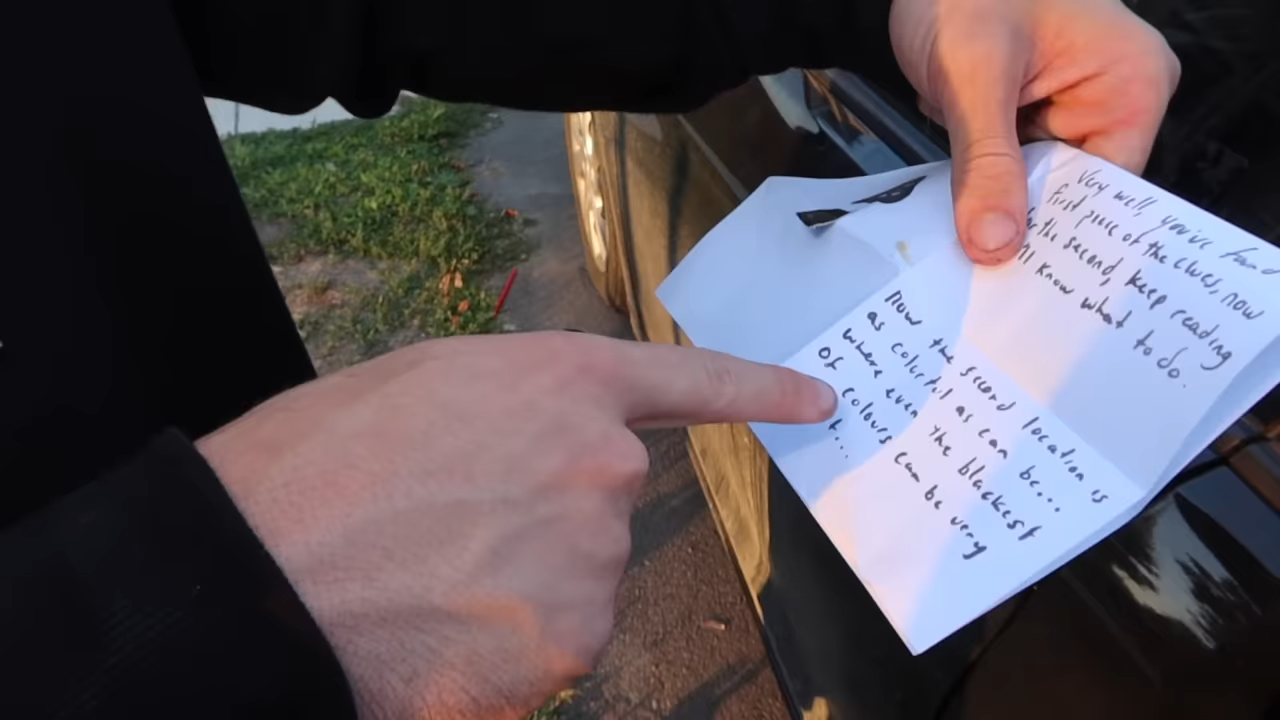 Very well, you've found
first piece of the clues, now
for the second, keep reading
'll know what to do.
Now the second location is
as colorful as can be...
where even the blackest
of colours can be very
t...